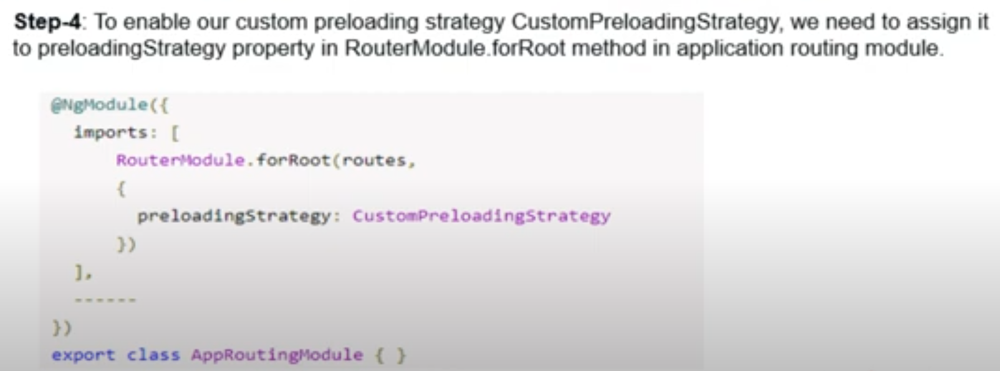 Step-4: To enable our custom preloading strategy CustomPreloadingStrategy, we need to assign it
to preloadingStrategy property in RouterModule.forRoot method in application routing module.
@NgModule({
imports: [
RouterModule.forRoot(routes,
{
preloadingStrategy: CustomPreloadingStrategy
})
],
------
})
export class AppRoutingModule { }